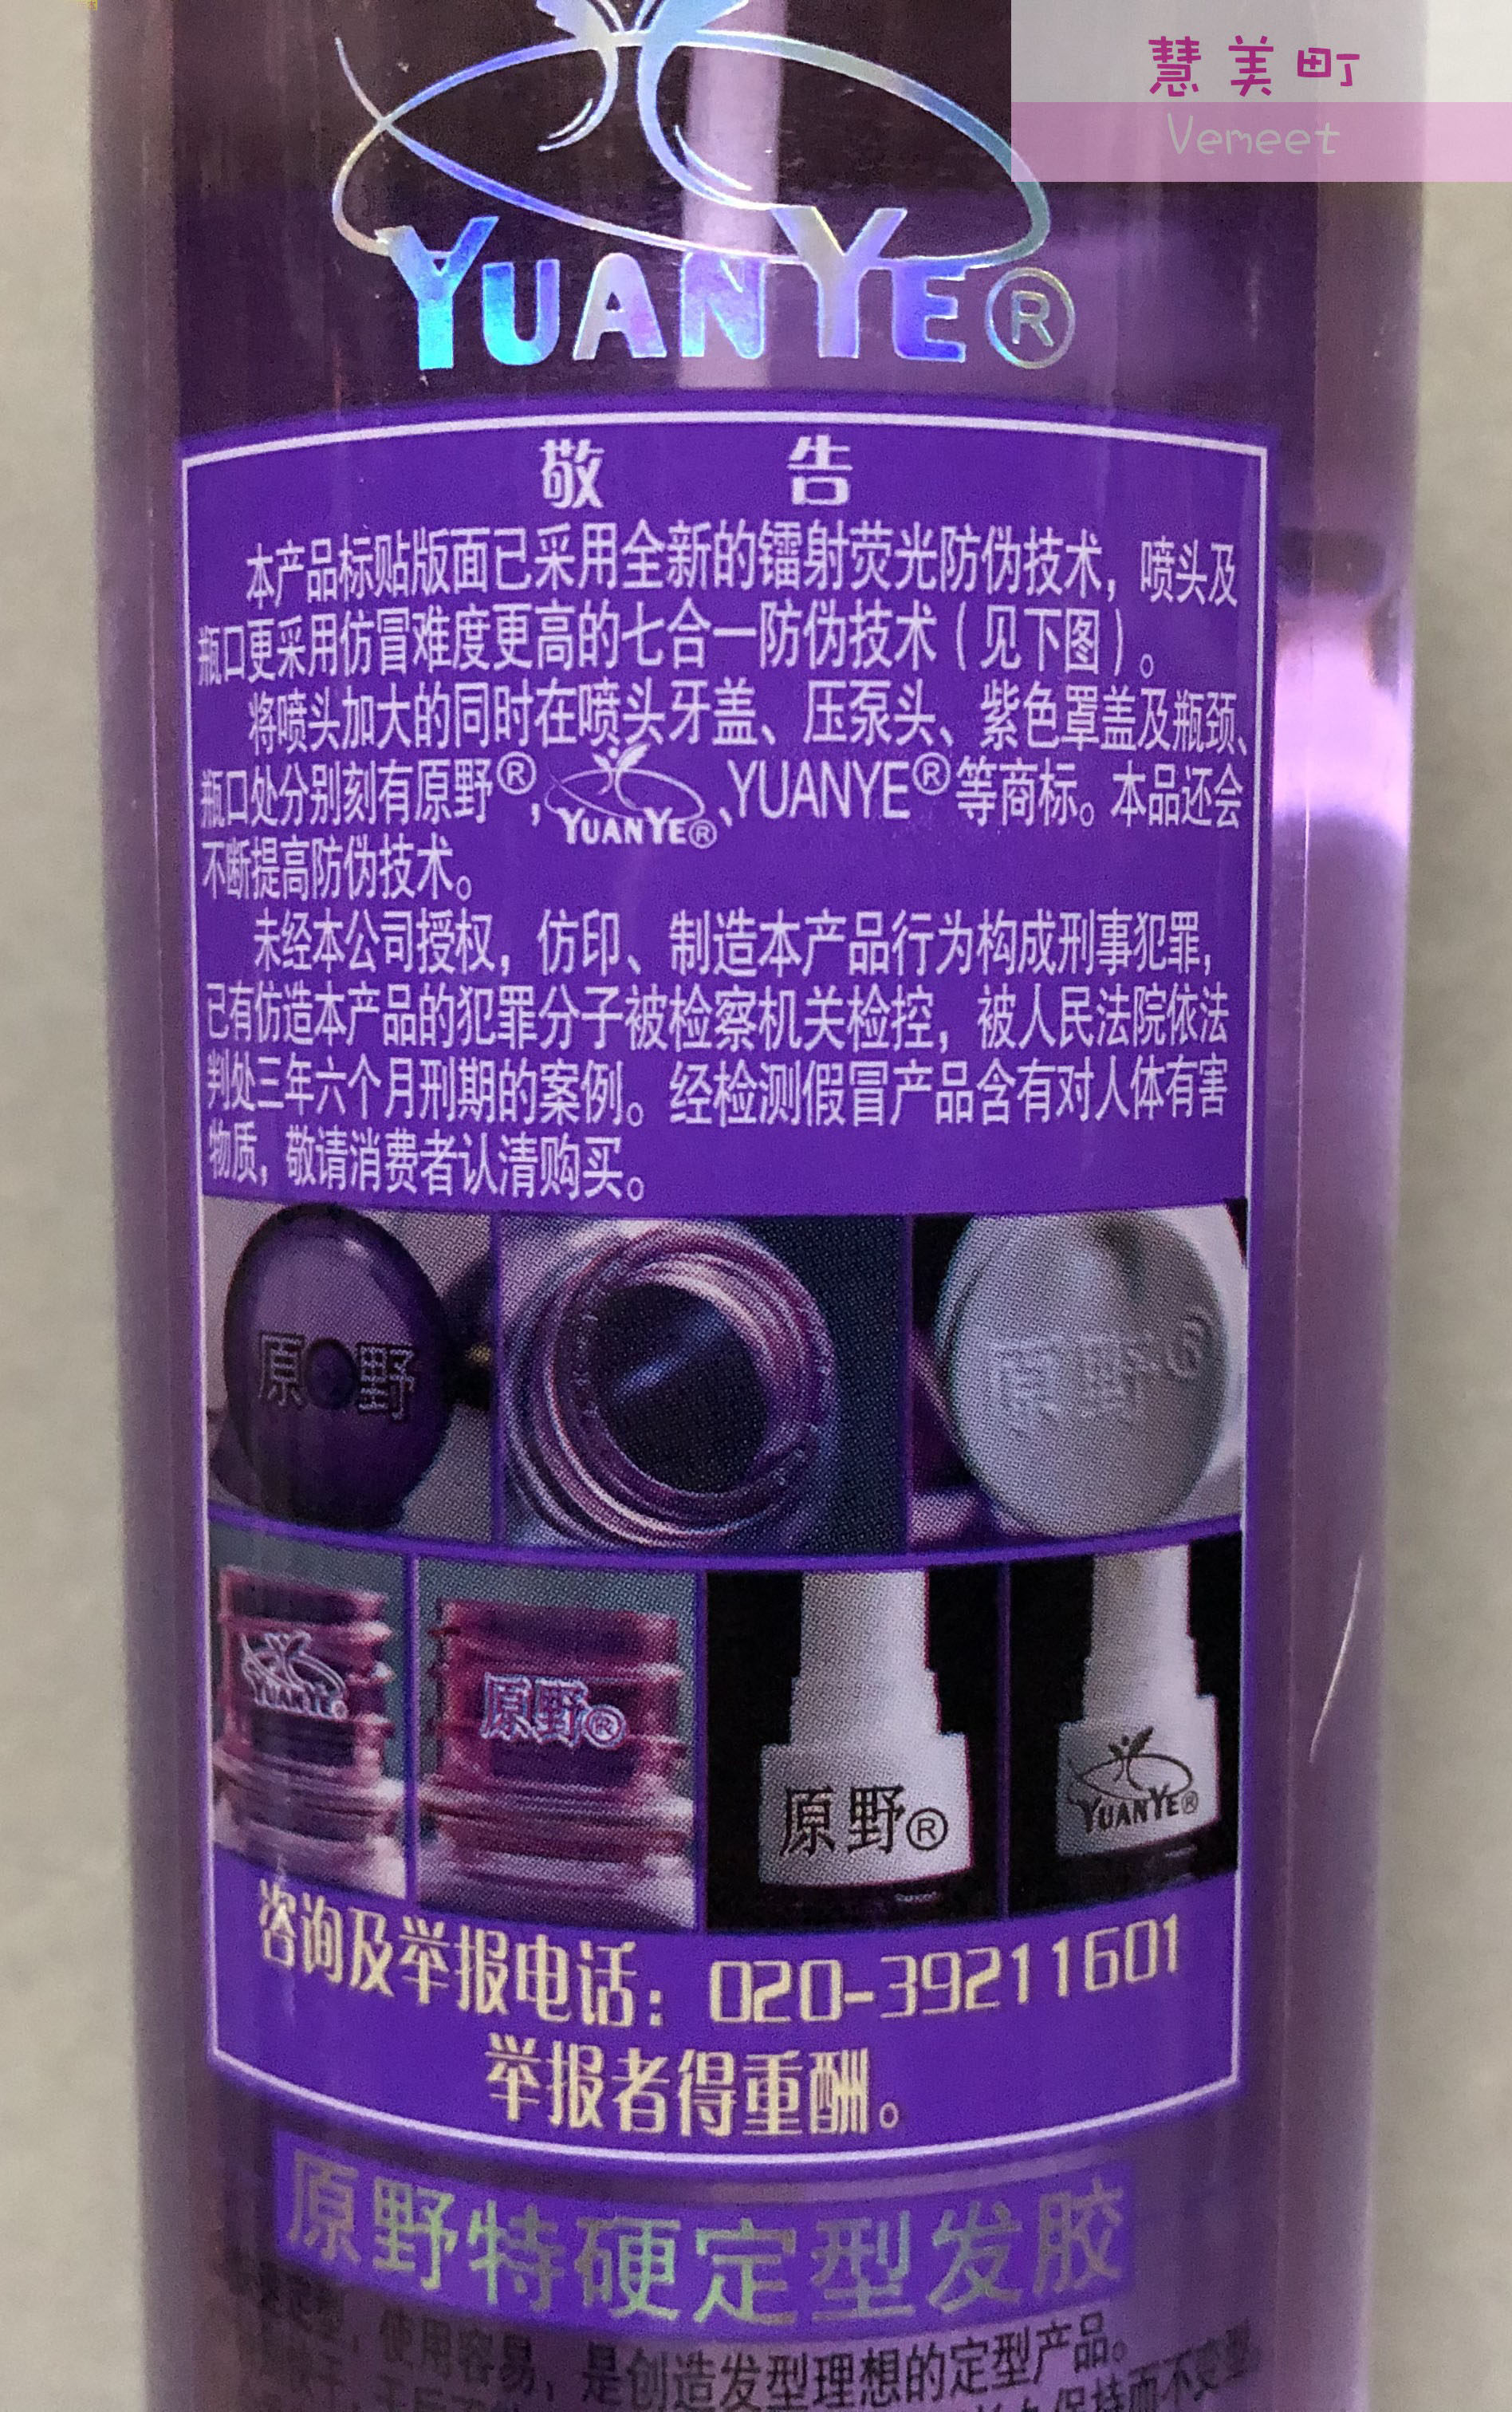 慧美町
Vemeet
YUANYE®
敬 告
本产品标贴版面已采用全新的镭射荧光防伪技术，喷头及
瓶口更采用仿冒难度更高的七合一防伪技术（见下图）。
将喷头加大的同时在喷头牙盖、压泵头、紫色罩盖及瓶颈、
瓶口处分别刻有原野®，YUANYE®、YUANYE®等商标。本品还会
不断提高防伪技术。
未经本公司授权，仿印、制造本产品行为构成刑事犯罪，
已有仿造本产品的犯罪分子被检察机关检控，被人民法院依法
判处三年六个月刑期的案例。经检测假冒产品含有对人体有害
物质，敬请消费者认清购买。
原野
原野®
YUANYE®
原野®
原野®
YUANYE®
咨询及举报电话：020-39211601
举报者得重酬。
原野特硬定型发胶
定型，使用容易，是创造发型理想的定型产品。
保持而不变型